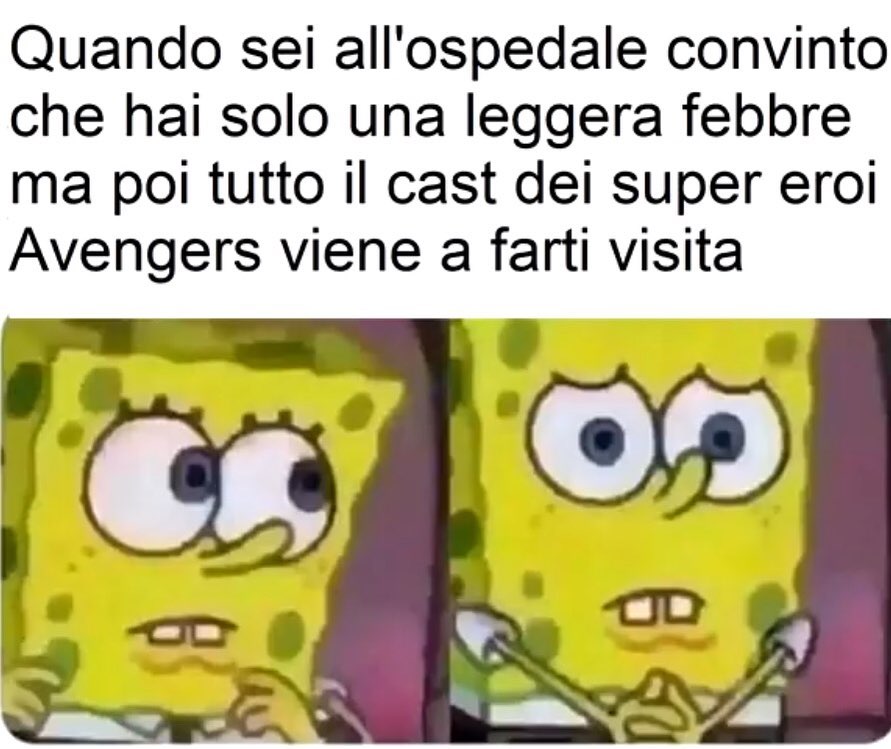 Quando sei all'ospedale convinto
che hai solo una leggera febbre
ma poi tutto il cast dei super eroi
Avengers viene a farti visita